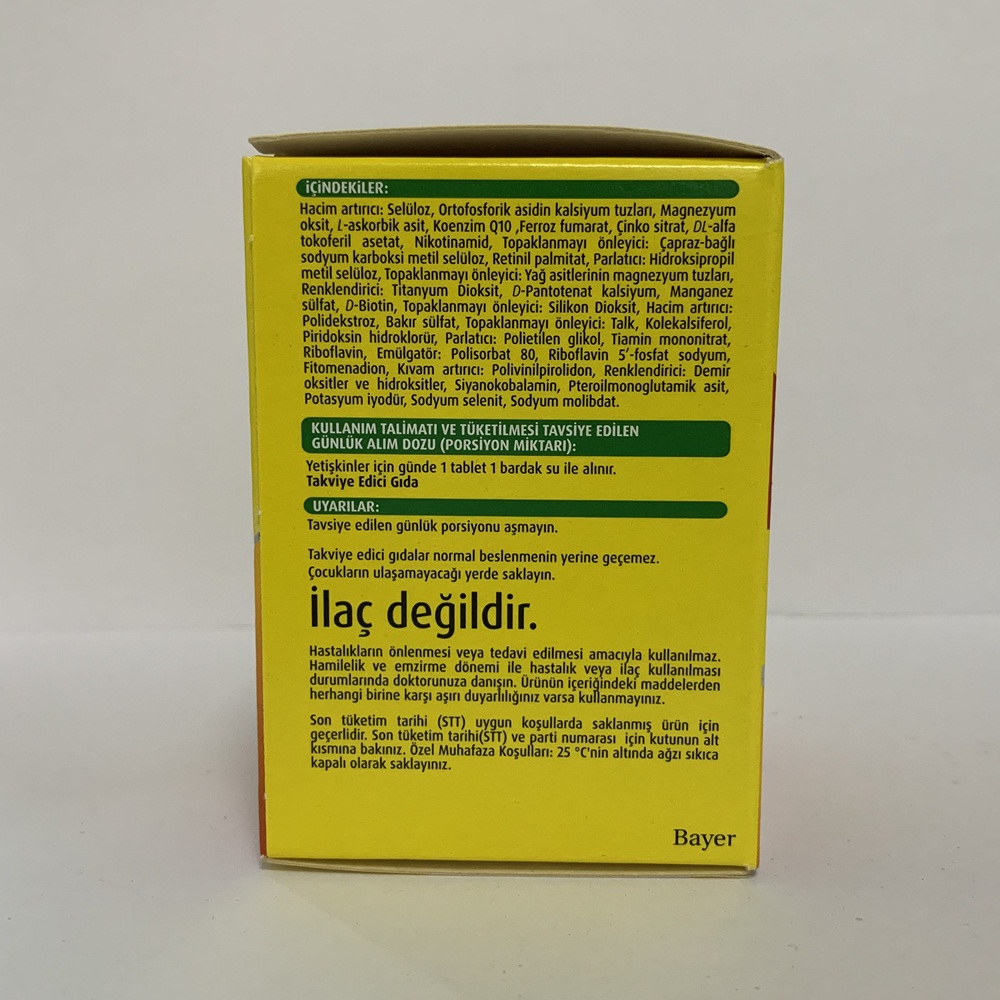 İÇİNDEKİLER:
Hacim artırıcı: Selüloz, Ortofosforik asidin kalsiyum tuzları, Magnezyum
oksit, L-askorbik asit, Koenzim Q10 ,Ferroz fumarat, Çinko sitrat, DL-alfa
tokoferil asetat, Nikotinamid, Topaklanmayı önleyici: Çapraz-bağlı
sodyum karboksi metil selüloz, Retinil palmitat, Parlatıcı: Hidroksipropil
metil selüloz, Topaklanmayı önleyici: Yağ asitlerinin magnezyum tuzları,
Renklendirici: Titanyum Dioksit, D-Pantotenat kalsiyum, Manganez
sülfat, D-Biotin, Topaklanmayı önleyici: Silikon Dioksit, Hacim artırıcı:
Polidekstroz, Bakır sülfat, Topaklanmayı önleyici: Talk, Kolekalsiferol,
Piridoksin hidroklorür, Parlatıcı: Polietilen glikol, Tiamin mononitrat,
Riboflavin, Emülgatör: Polisorbat 80, Riboflavin 5'-fosfat sodyum,
Fitomenadion, Kıvam artırıcı: Polivinilpirolidon, Renklendirici: Demir
oksitler ve hidroksitler, Siyanokobalamin, Pteroilmonoglutamik asit,
Potasyum iyodür, Sodyum selenit, Sodyum molibdat.
KULLANIM TALİMATI VE TÜKETİLMESİ TAVSİYE EDİLEN
GÜNLÜK ALIM DOZU (PORSİYON MİKTARI):
Yetişkinler için günde 1 tablet 1 bardak su ile alınır.
Takviye Edici Gıda
UYARILAR:
Tavsiye edilen günlük porsiyonu aşmayın.
Takviye edici gıdalar normal beslenmenin yerine geçemez.
Çocukların ulaşamayacağı yerde saklayın.
İlaç değildir.
Hastalıkların önlenmesi veya tedavi edilmesi amacıyla kullanılmaz.
Hamilelik ve emzirme dönemi ile hastalık veya ilaç kullanılması
durumlarında doktorunuza danışın. Ürünün içeriğindeki maddelerden
herhangi birine karşı aşırı duyarlılığınız varsa kullanmayınız.
Son tüketim tarihi (STT) uygun koşullarda saklanmış ürün için
geçerlidir. Son tüketim tarihi(STT) ve parti numarası için kutunun alt
kısmına bakınız. Özel Muhafaza Koşulları: 25 °C'nin altında ağzı sıkıca
kapalı olarak saklayınız.
Bayer